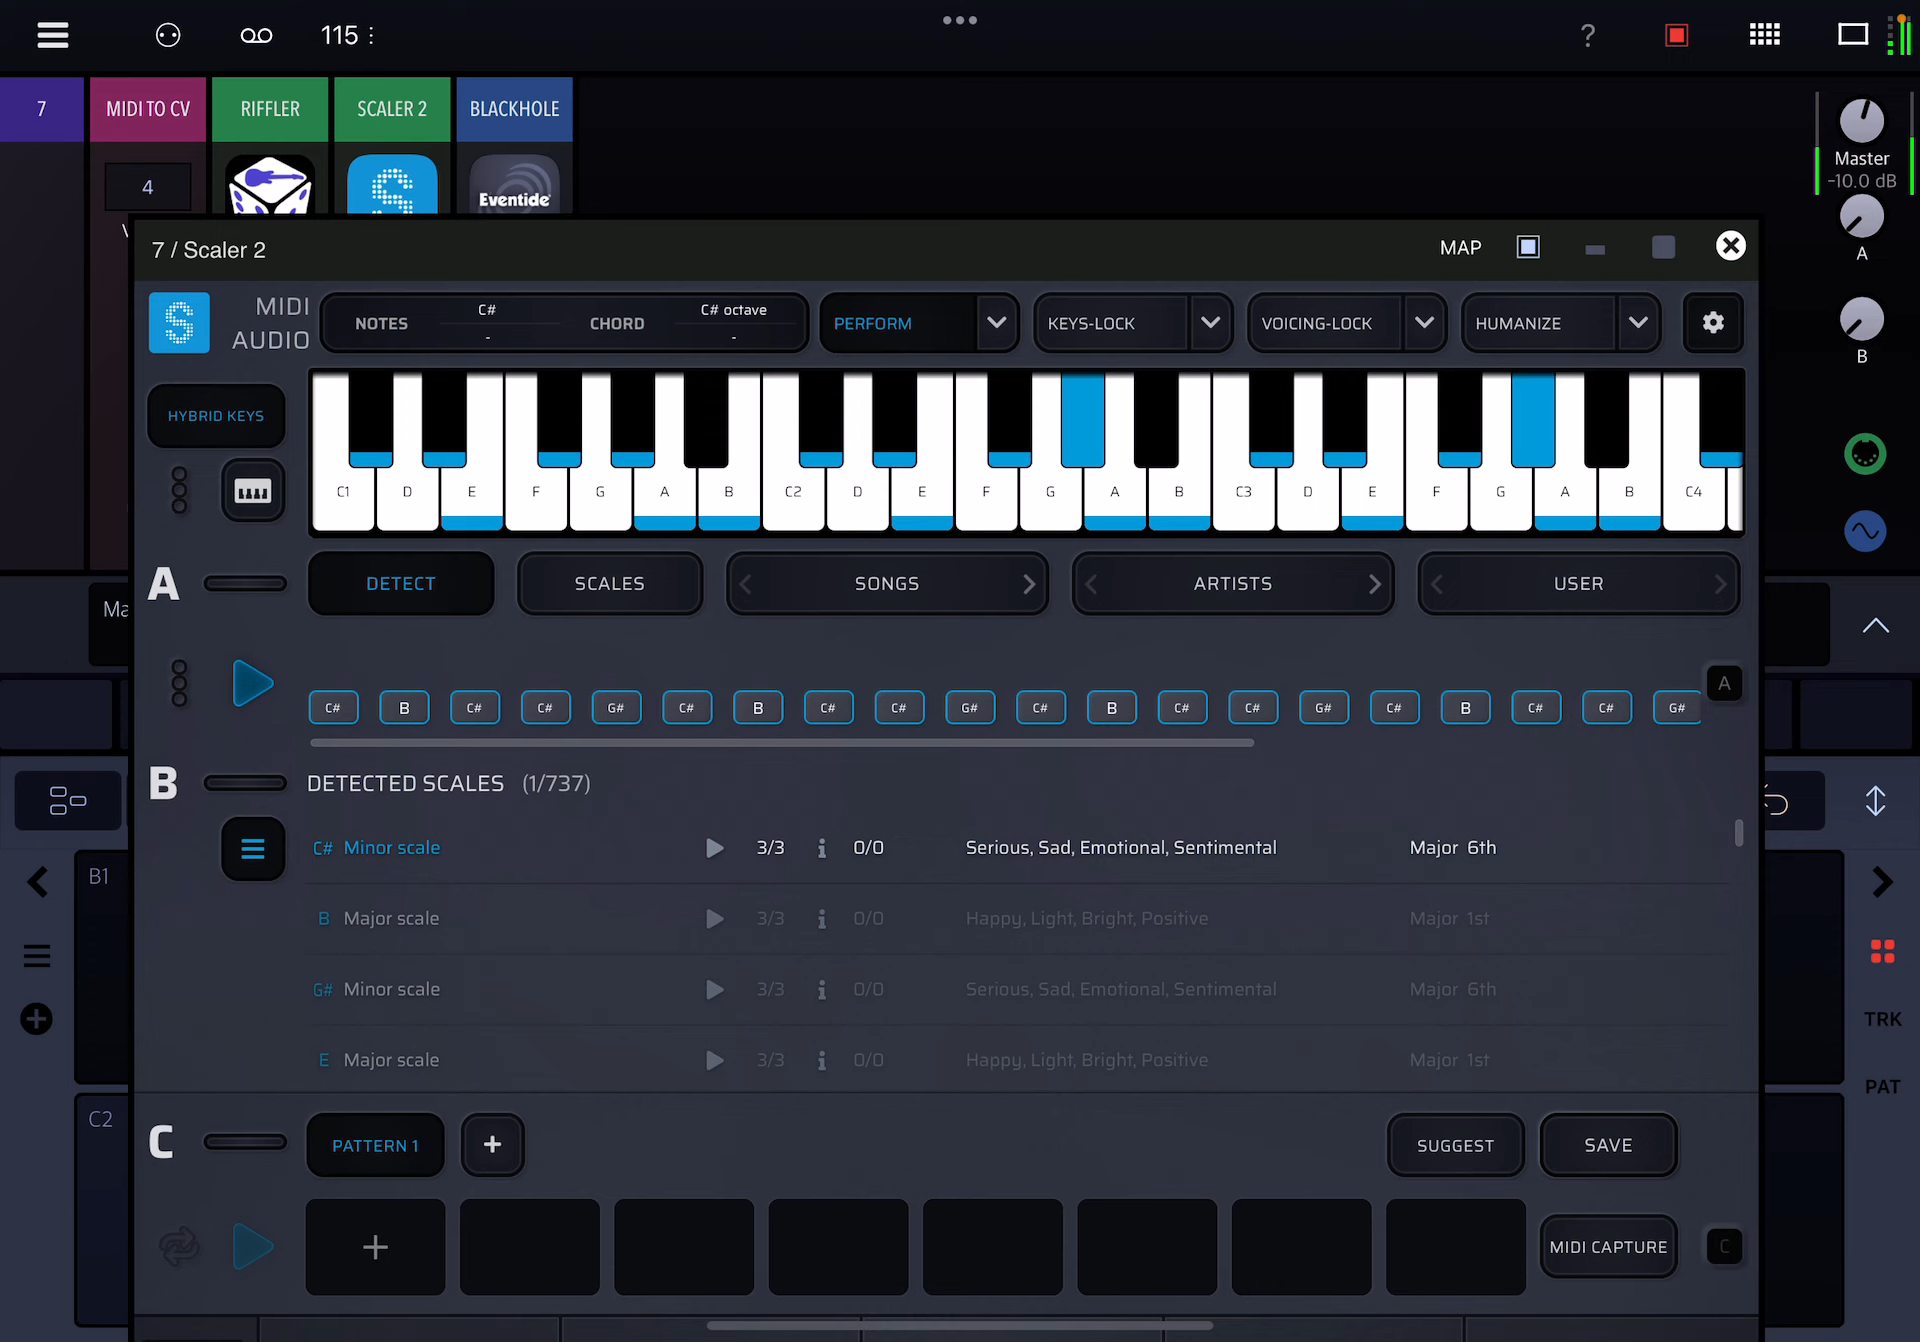 115
?
7
MIDI TO CV
RIFFLER
SCALER 2
BLACKHOLE
4
Eventide
Master
-10.0 dB
A
B
7 / Scaler 2
MAP
S
MIDI
AUDIO
NOTES
C#
-
CHORD
C# octave
-
PERFORM
KEYS-LOCK
VOICING-LOCK
HUMANIZE
HYBRID KEYS
C1 D E F G A B C2 D E F G A B C3 D E F G A B C4
A
DETECT
SCALES
SONGS
ARTISTS
USER
C# B C# C# G# C# B C# C# G# C# B C# C# G# C# B C# C# G#
A
B
DETECTED SCALES (1/737)
C# Minor scale 3/3 0/0 Serious, Sad, Emotional, Sentimental Major 6th
B Major scale 3/3 0/0 Happy, Light, Bright, Positive Major 1st
G# Minor scale 3/3 0/0 Serious, Sad, Emotional, Sentimental Major 6th
E Major scale 3/3 0/0 Happy, Light, Bright, Positive Major 1st
B1
C2
TRK
PAT
C
PATTERN 1
+
SUGGEST
SAVE
+
MIDI CAPTURE
C